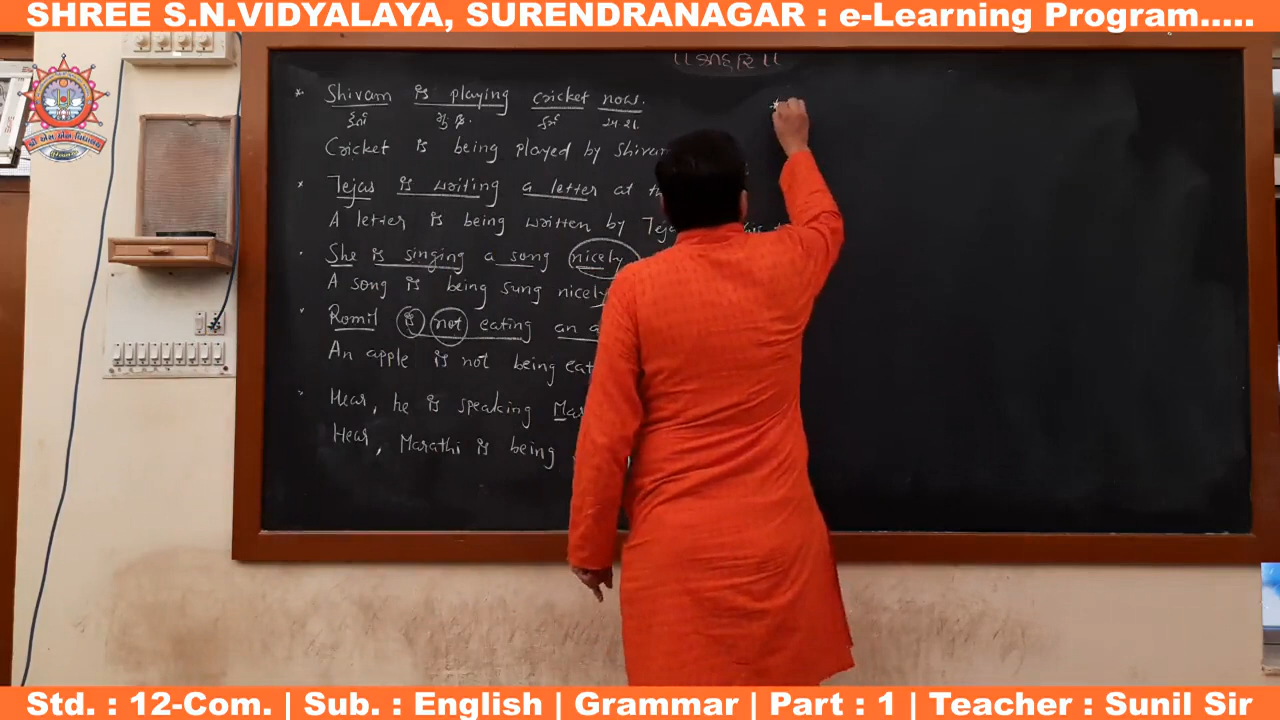 SHREE S.N.VIDYALAYA, SURENDRANAGAR : e-Learning Program.....
* Shivam is playing cricket now.
Cricket is being played by Shivam
* Tejas is writing a letter at
A letter is being written by
She is singing a song nicely
A song is being sung nicely
Romil is not eating an
An apple is not being
Hear, he is speaking
Hear, Marathi is being
Std. : 12-Com. | Sub. : English | Grammar | Part : 1 | Teacher : Sunil Sir